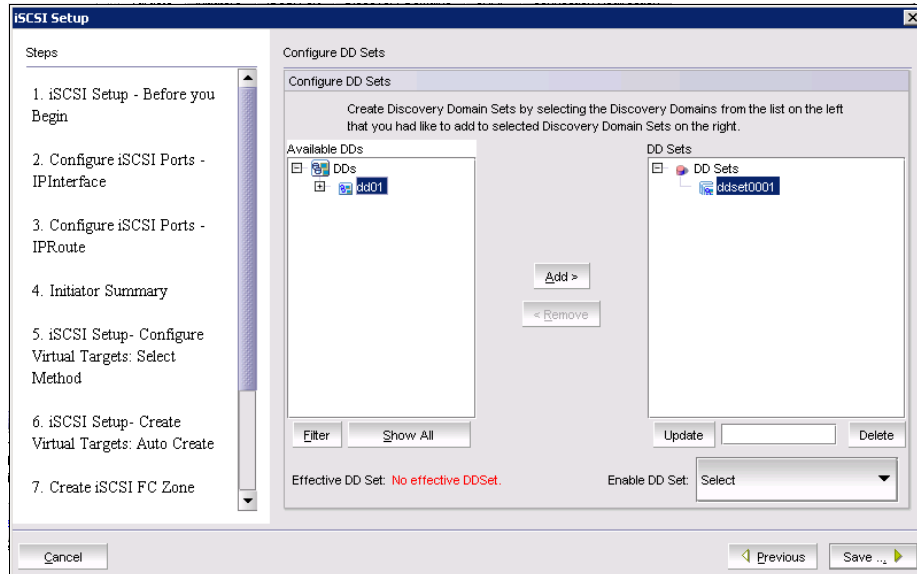 iSCSI Setup
Steps
1. iSCSI Setup - Before you
Begin
2. Configure iSCSI Ports -
IPInterface
3. Configure iSCSI Ports -
IPRoute
4. Initiator Summary
5. iSCSI Setup- Configure
Virtual Targets: Select
Method
6. iSCSI Setup- Create
Virtual Targets: Auto Create
7. Create iSCSI FC Zone
Configure DD Sets
Configure DD Sets
Create Discovery Domain Sets by selecting the Discovery Domains from the list on the left
that you had like to add to selected Discovery Domain Sets on the right.
Available DDs
DDs
dd01
Add >
< Remove
DD Sets
DD Sets
ddset0001
Filter
Show All
Update
Delete
Effective DD Set: No effective DDSet.
Enable DD Set: Select
Cancel
Previous
Save ...